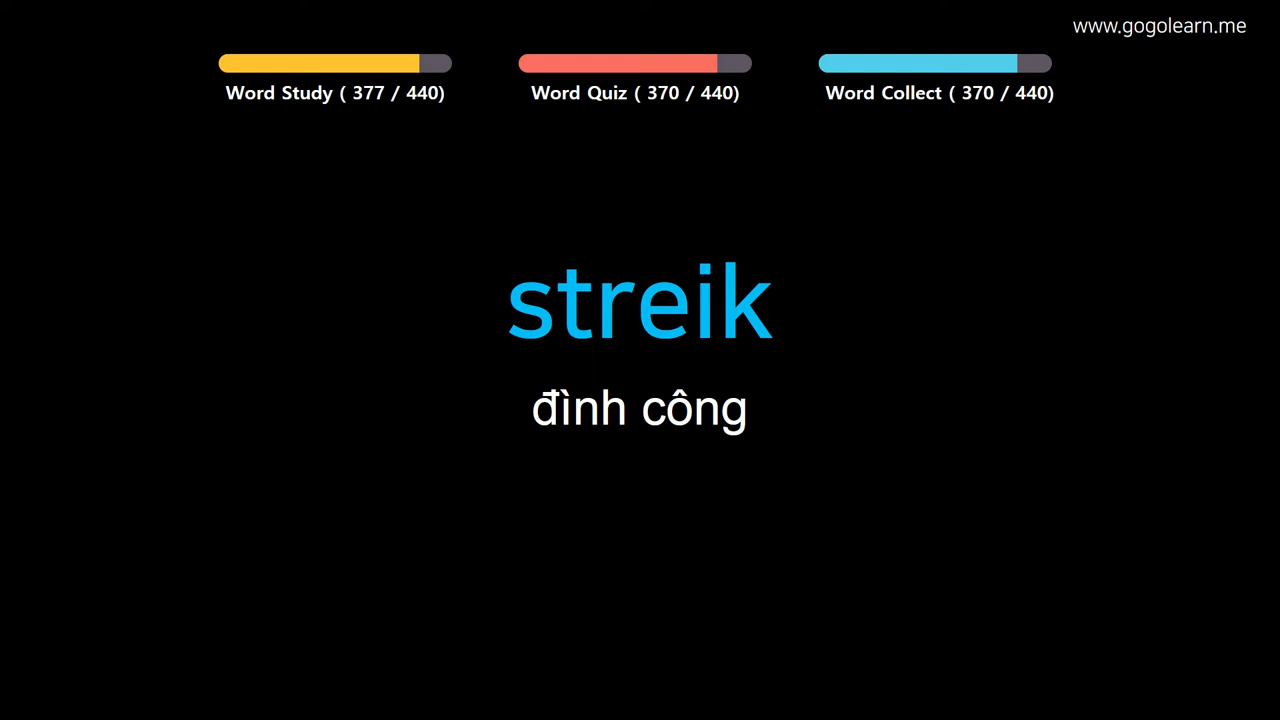 www.gogolearn.me
Word Study ( 377 / 440)
Word Quiz ( 370 / 440)
Word Collect ( 370 / 440)
streik
đình công